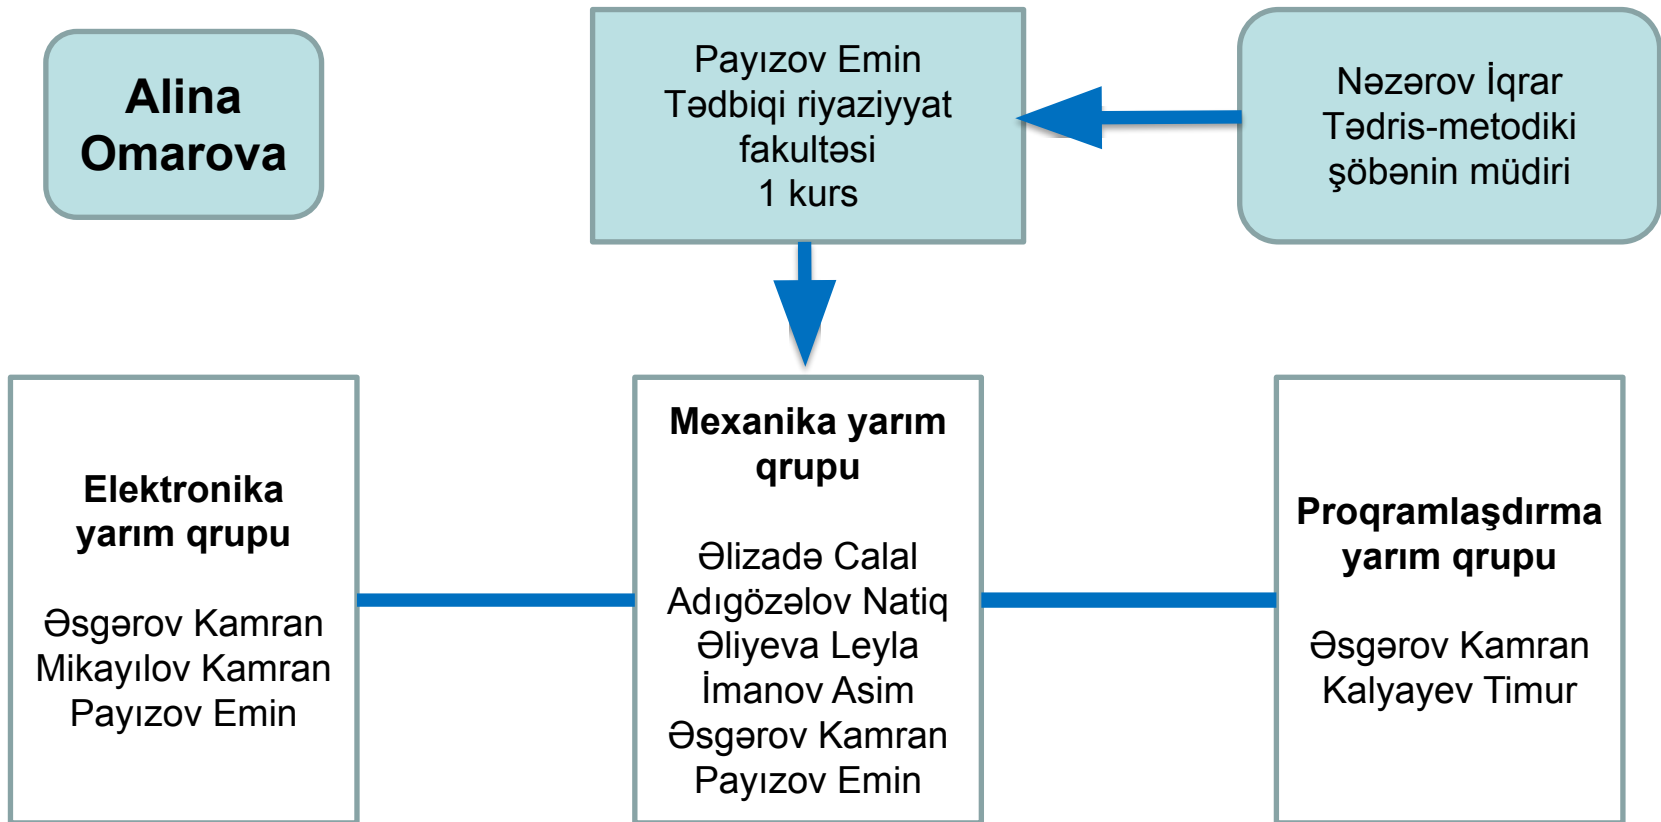 Alina
Omarova
Payızov Emin
Tədbiqi riyaziyyat
fakultəsi
1 kurs
Nəzərov İqrar
Tədris-metodiki
şöbənin müdiri
Elektronika
yarım qrupu
Əsgərov Kamran
Mikayılov Kamran
Payızov Emin
Mexanika yarım
qrupu
Əlizadə Calal
Adıgözəlov Natiq
Əliyeva Leyla
İmanov Asim
Əsgərov Kamran
Payızov Emin
Proqramlaşdırma
yarım qrupu
Əsgərov Kamran
Kalyayev Timur